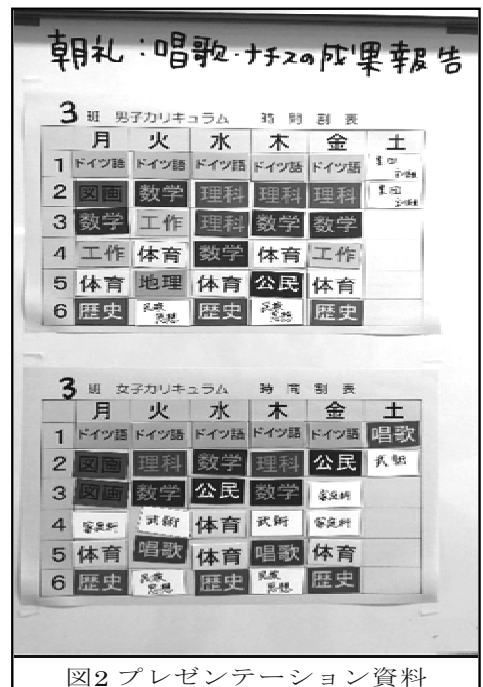 朝礼:唱歌・ナチスの成果報告
3 班 男子カリキュラム 時間割表
月 火 水 木 金 土
1 ドイツ語 ドイツ語 ドイツ語 ドイツ語 ドイツ語
2 図画 数学 理科 理科 理科
3 数学 工作 理科 数学 数学
4 工作 体育 数学 体育 工作
5 体育 地理 体育 公民 体育
6 歴史 民族思想 歴史 民族思想 歴史
3 班 女子カリキュラム 時間割表
月 火 水 木 金 土
1 ドイツ語 ドイツ語 ドイツ語 ドイツ語 ドイツ語 唱歌
2 図画 理科 数学 理科 公民 武術
3 図画 数学 公民 数学
4 武術 体育 武術
5 体育 唱歌 体育 唱歌 体育
6 歴史 民族思想 歴史 民族思想 歴史
図2 プレゼンテーション資料